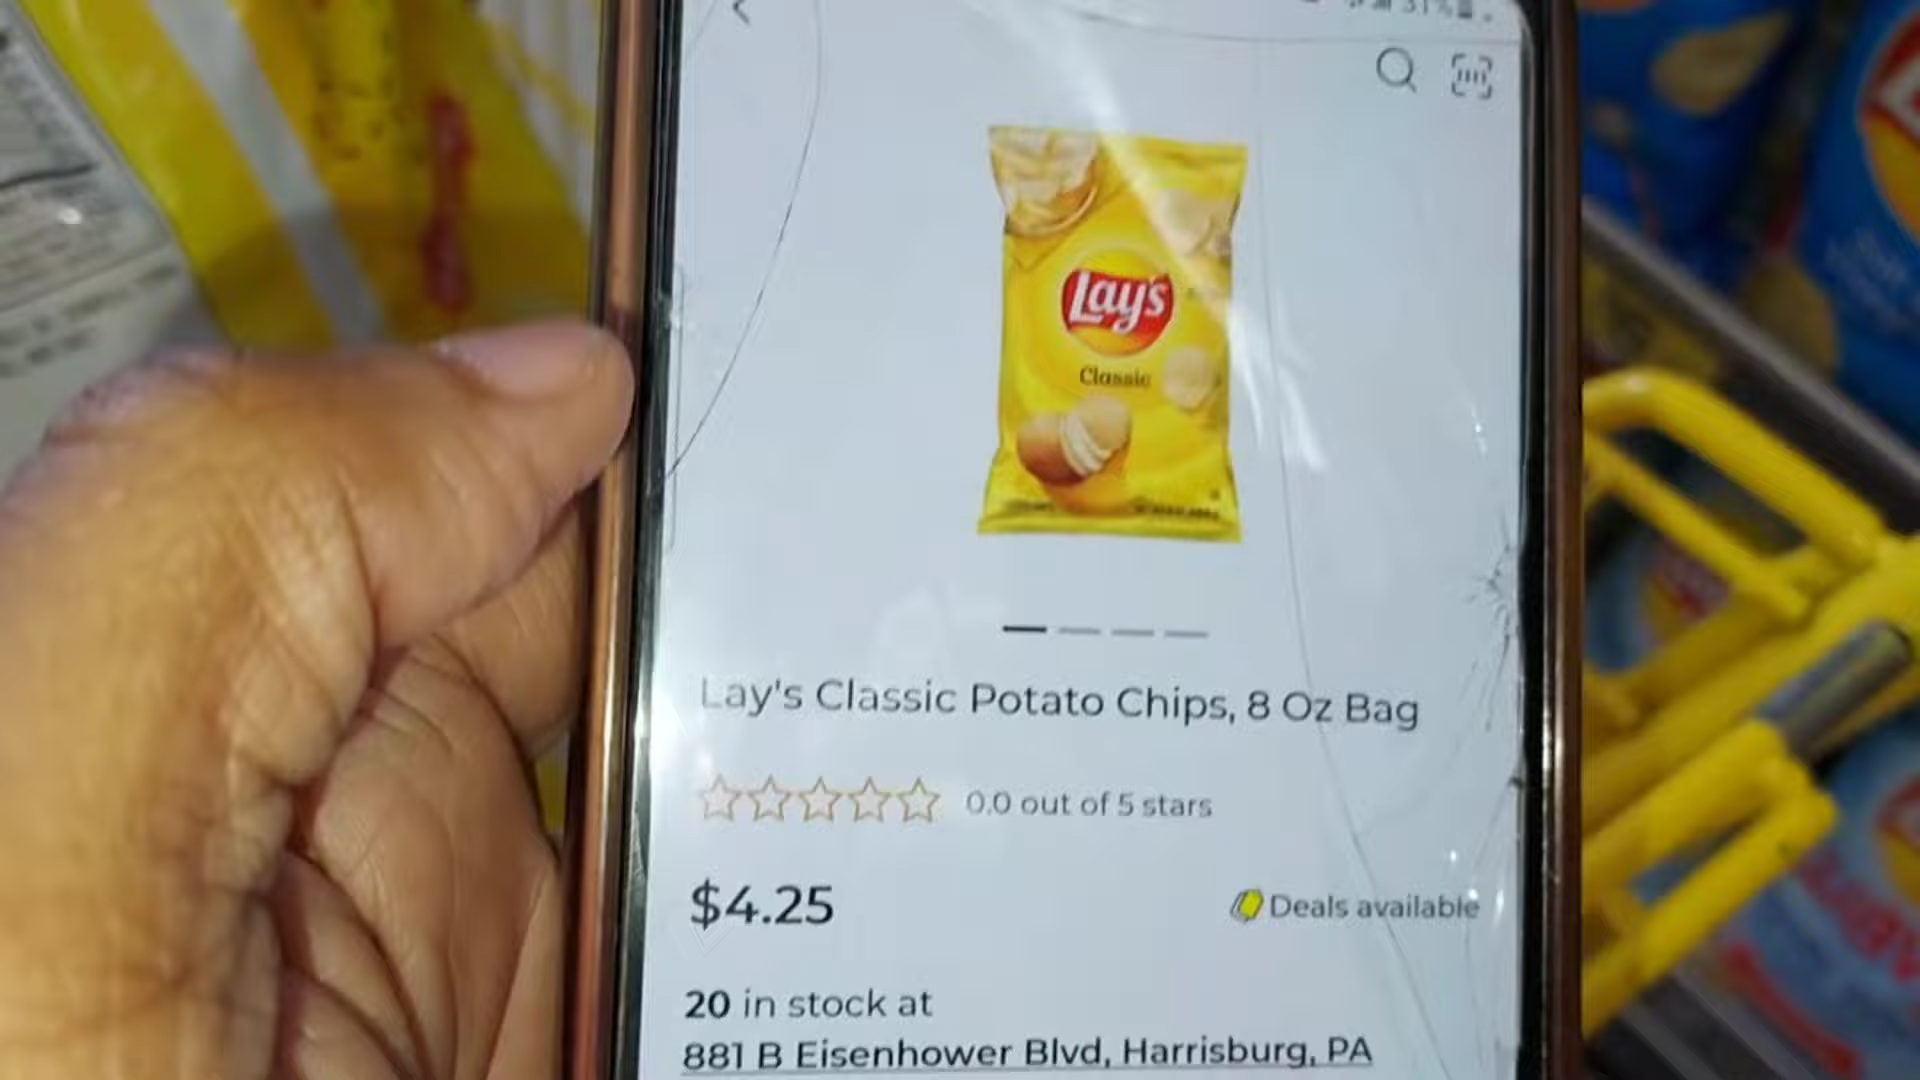 31%
Lay's
Classic
Lay's Classic Potato Chips, 8 Oz Bag
0.0 out of 5 stars
$4.25
Deals available
20 in stock at
881 B Eisenhower Blvd, Harrisburg, PA